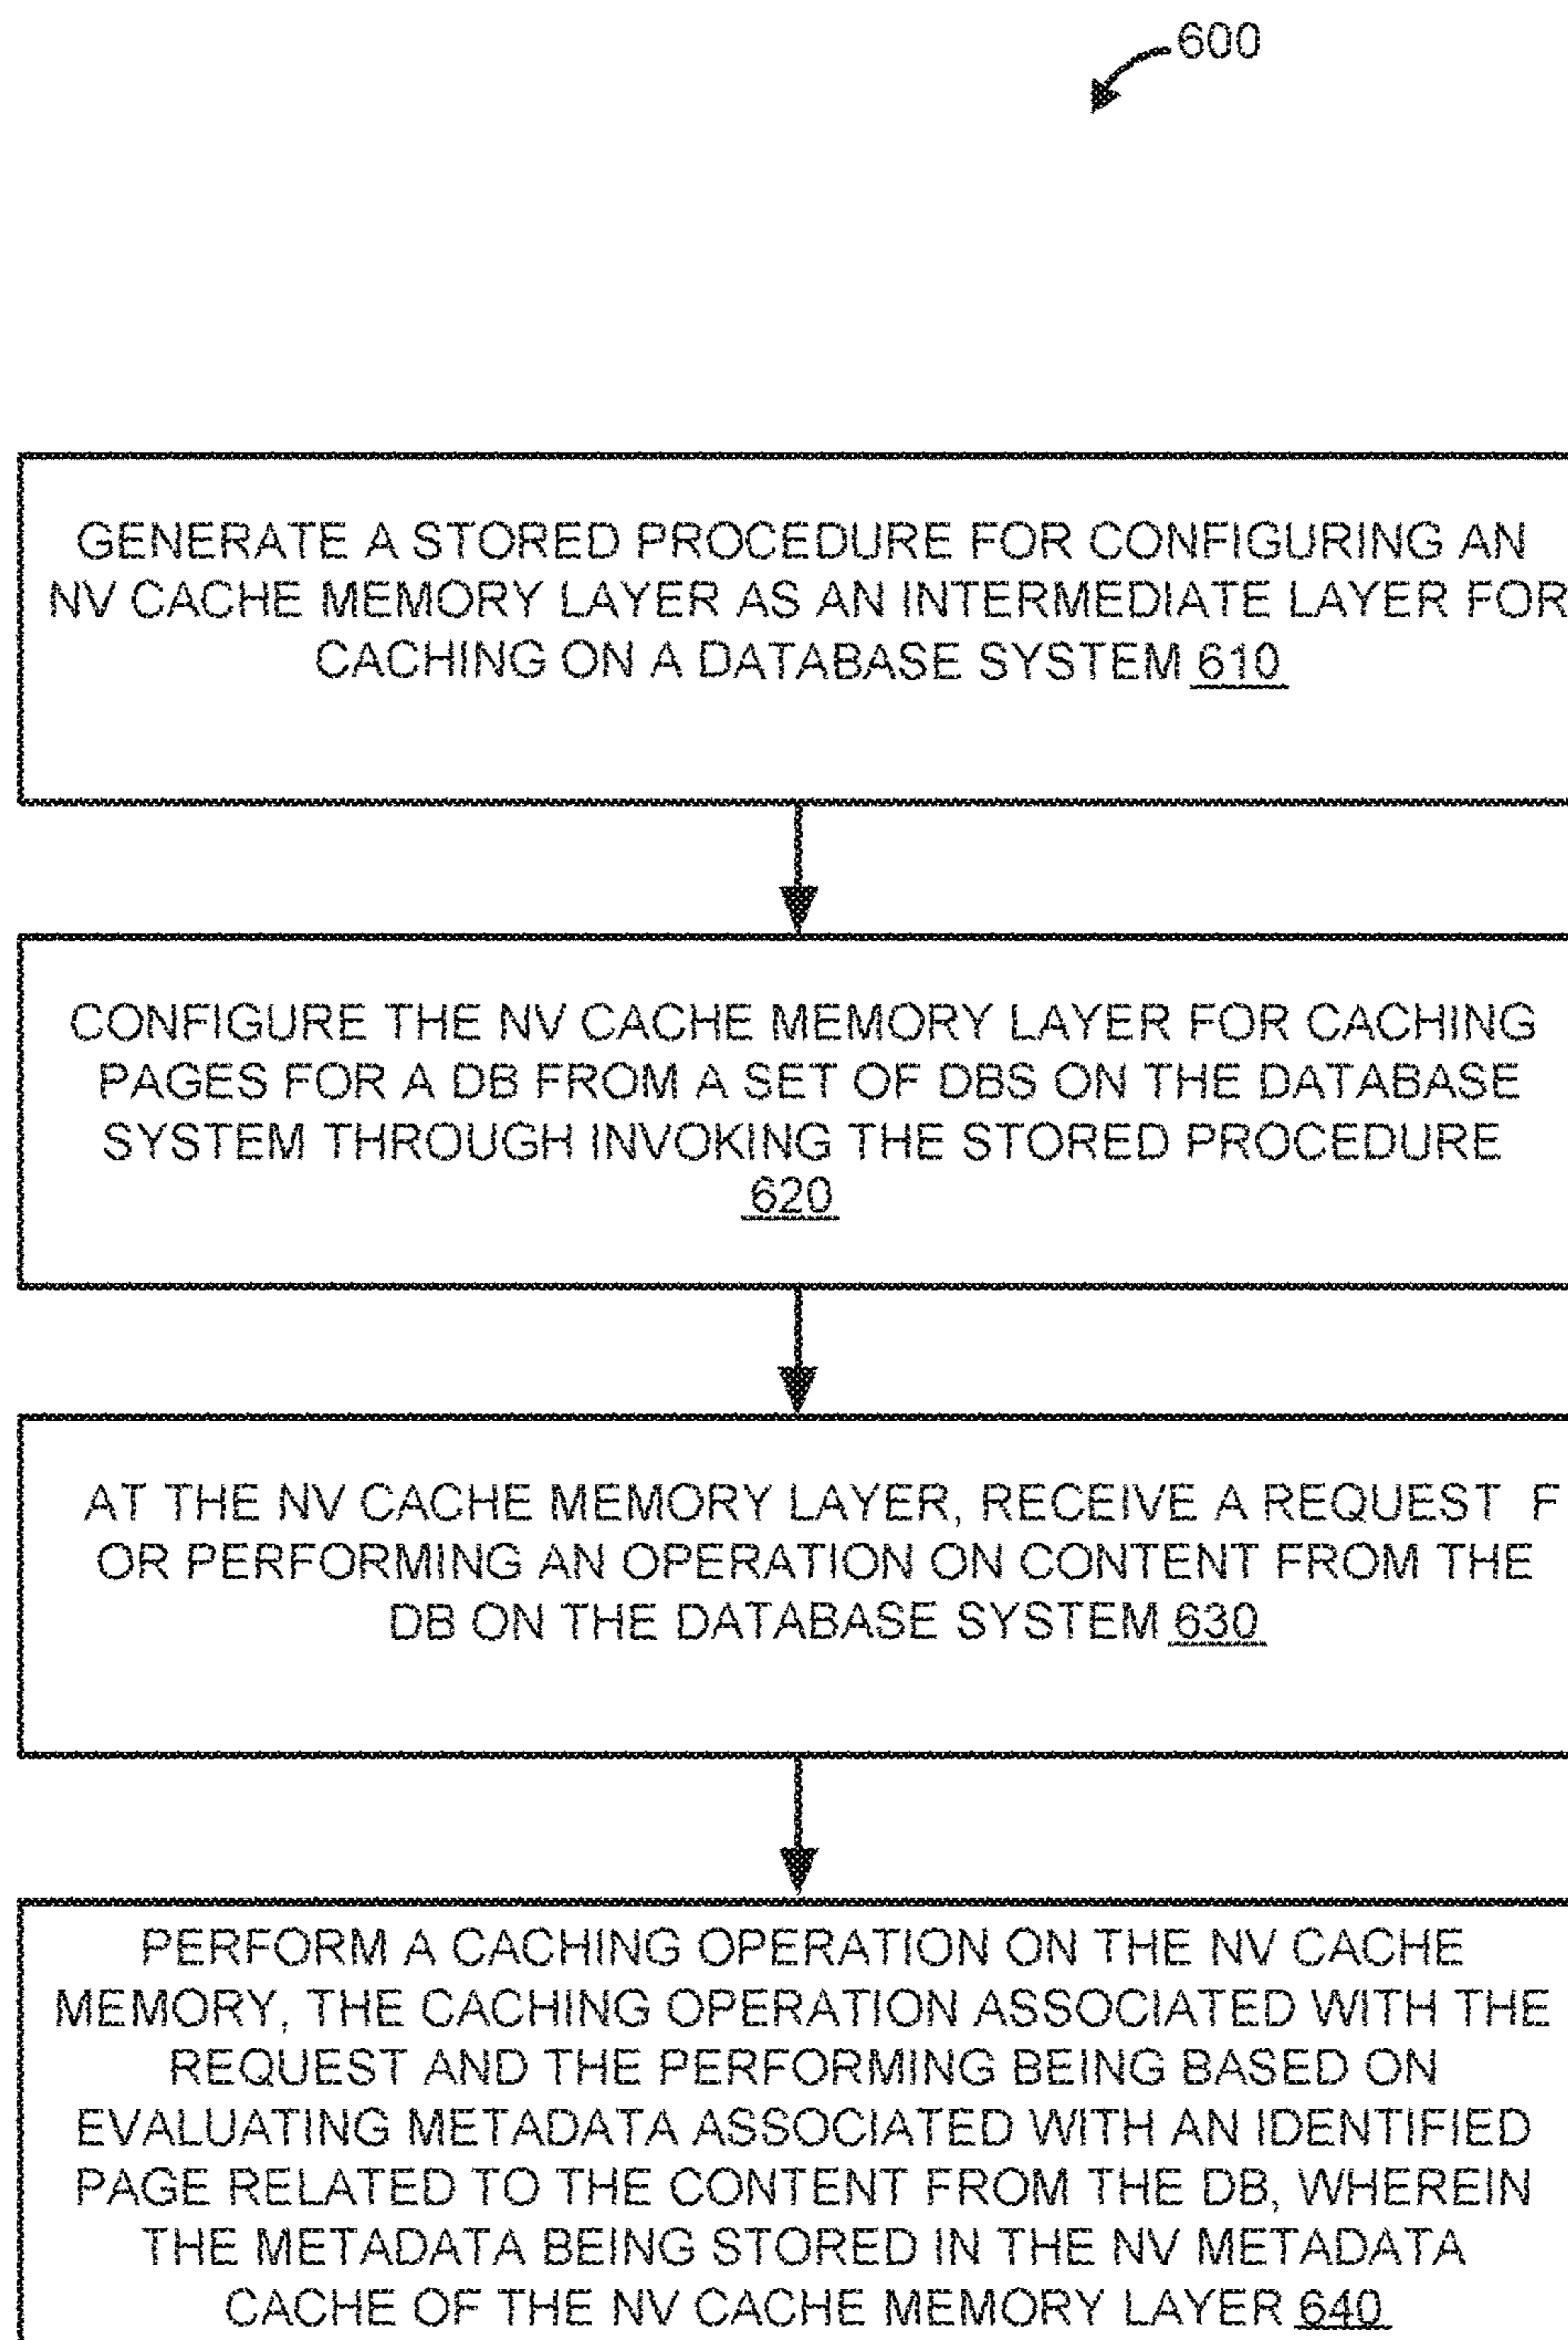 600
GENERATE A STORED PROCEDURE FOR CONFIGURING AN
NV CACHE MEMORY LAYER AS AN INTERMEDIATE LAYER FOR
CACHING ON A DATABASE SYSTEM 610
CONFIGURE THE NV CACHE MEMORY LAYER FOR CACHING
PAGES FOR A DB FROM A SET OF DBS ON THE DATABASE
SYSTEM THROUGH INVOKING THE STORED PROCEDURE
620
AT THE NV CACHE MEMORY LAYER, RECEIVE A REQUEST F
OR PERFORMING AN OPERATION ON CONTENT FROM THE
DB ON THE DATABASE SYSTEM 630
PERFORM A CACHING OPERATION ON THE NV CACHE
MEMORY, THE CACHING OPERATION ASSOCIATED WITH THE
REQUEST AND THE PERFORMING BEING BASED ON
EVALUATING METADATA ASSOCIATED WITH AN IDENTIFIED
PAGE RELATED TO THE CONTENT FROM THE DB, WHEREIN
THE METADATA BEING STORED IN THE NV METADATA
CACHE OF THE NV CACHE MEMORY LAYER 640